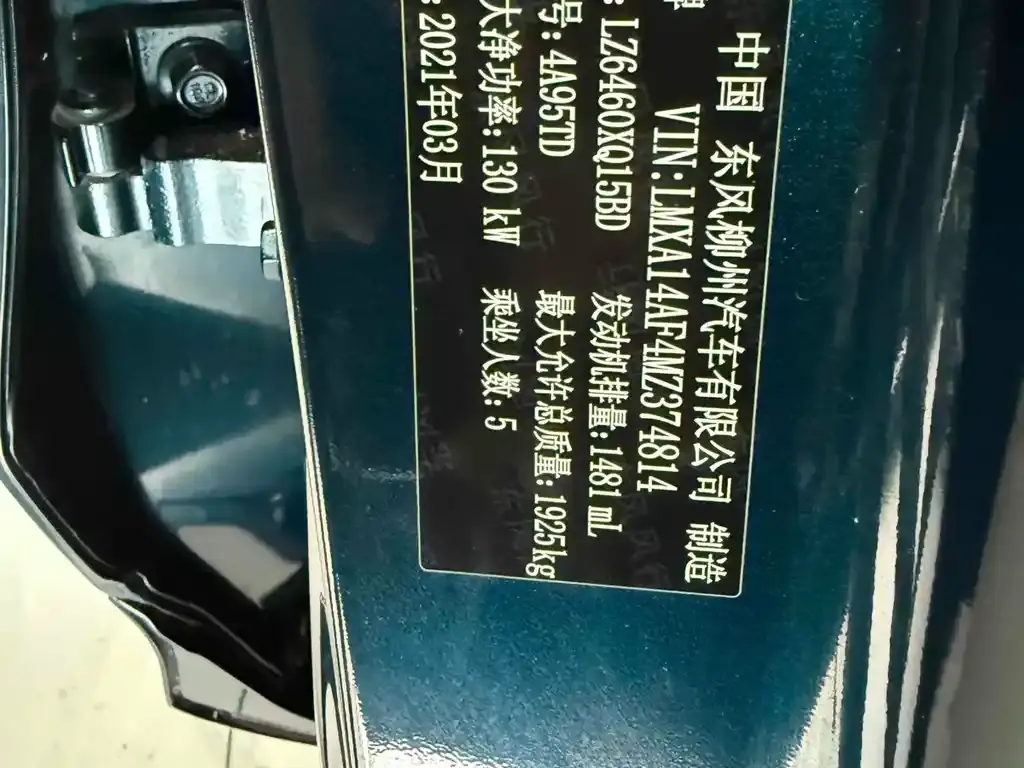 中国 东风柳州汽车有限公司 制造
牌 VIN:LMXA14AF4MZ374814
:LZ6460XQ15BD 发动机排量:1481 mL
号:4A95TD 最大允许总质量:1925kg
大净功率:130 kW 乘坐人数:5
:2021年03月